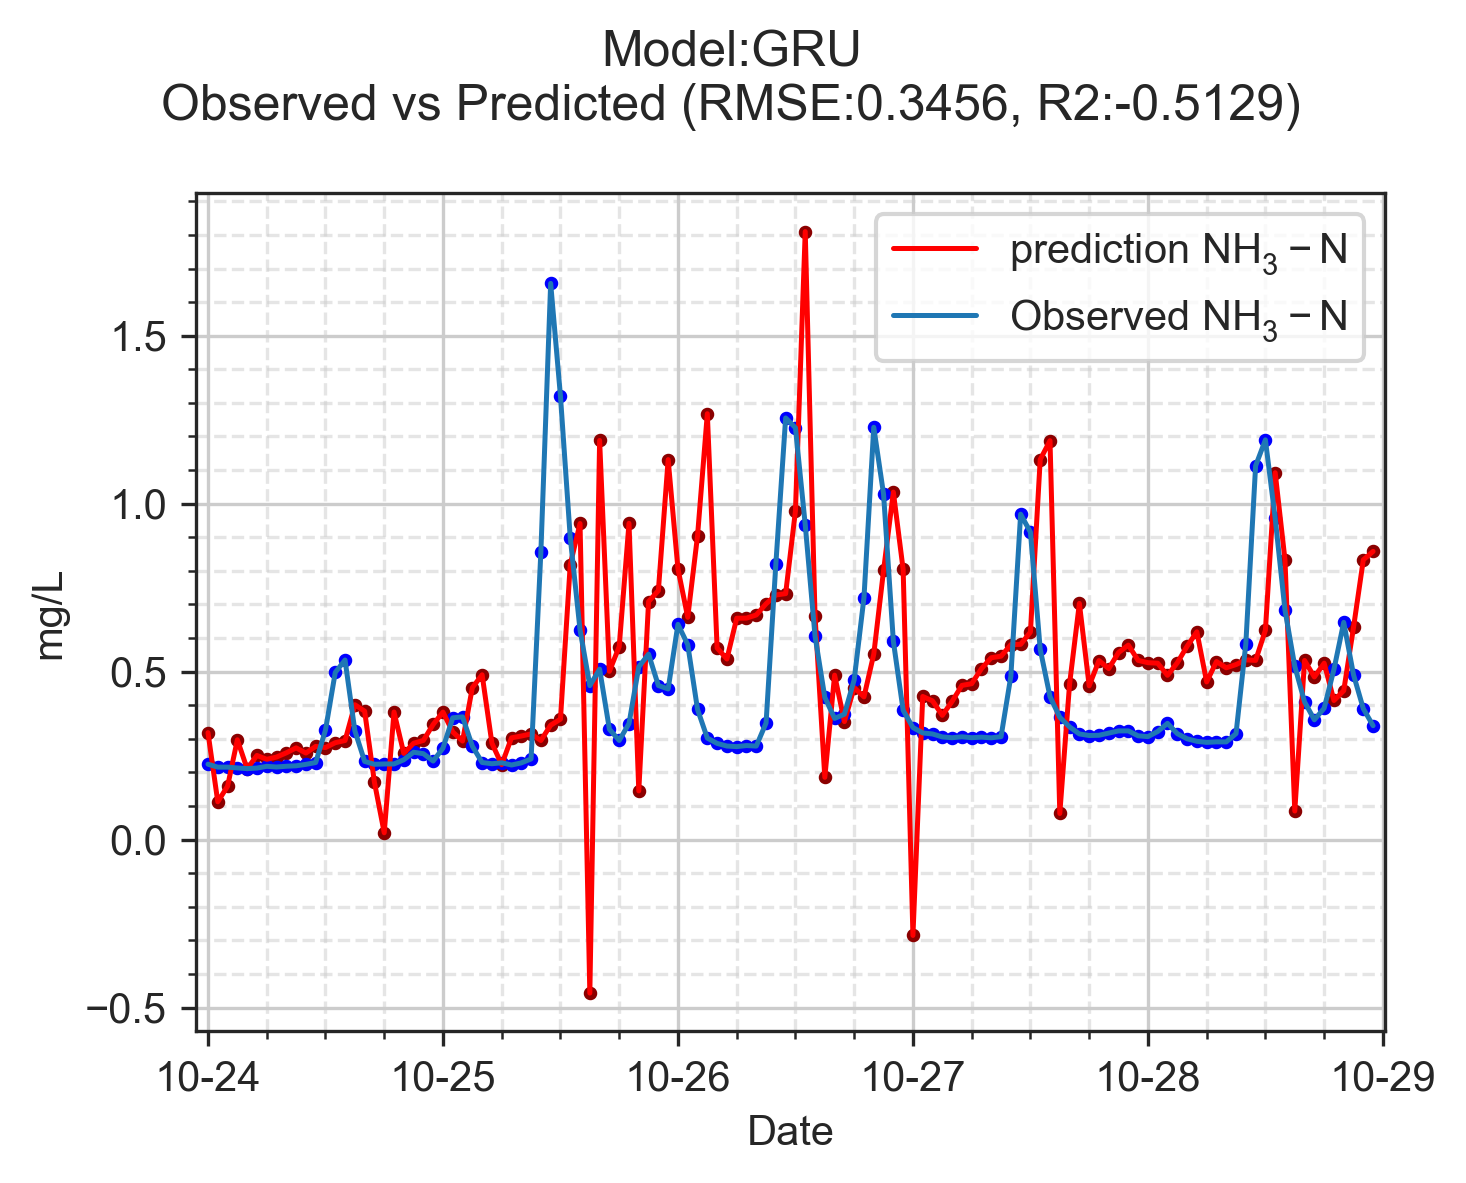 Model:GRU
Observed vs Predicted (RMSE:0.3456, R2:-0.5129)
prediction NH₃ − N
Observed NH₃ − N
1.5
1.0
0.5
0.0
−0.5
mg/L
10-24 10-25 10-26 10-27 10-28 10-29
Date